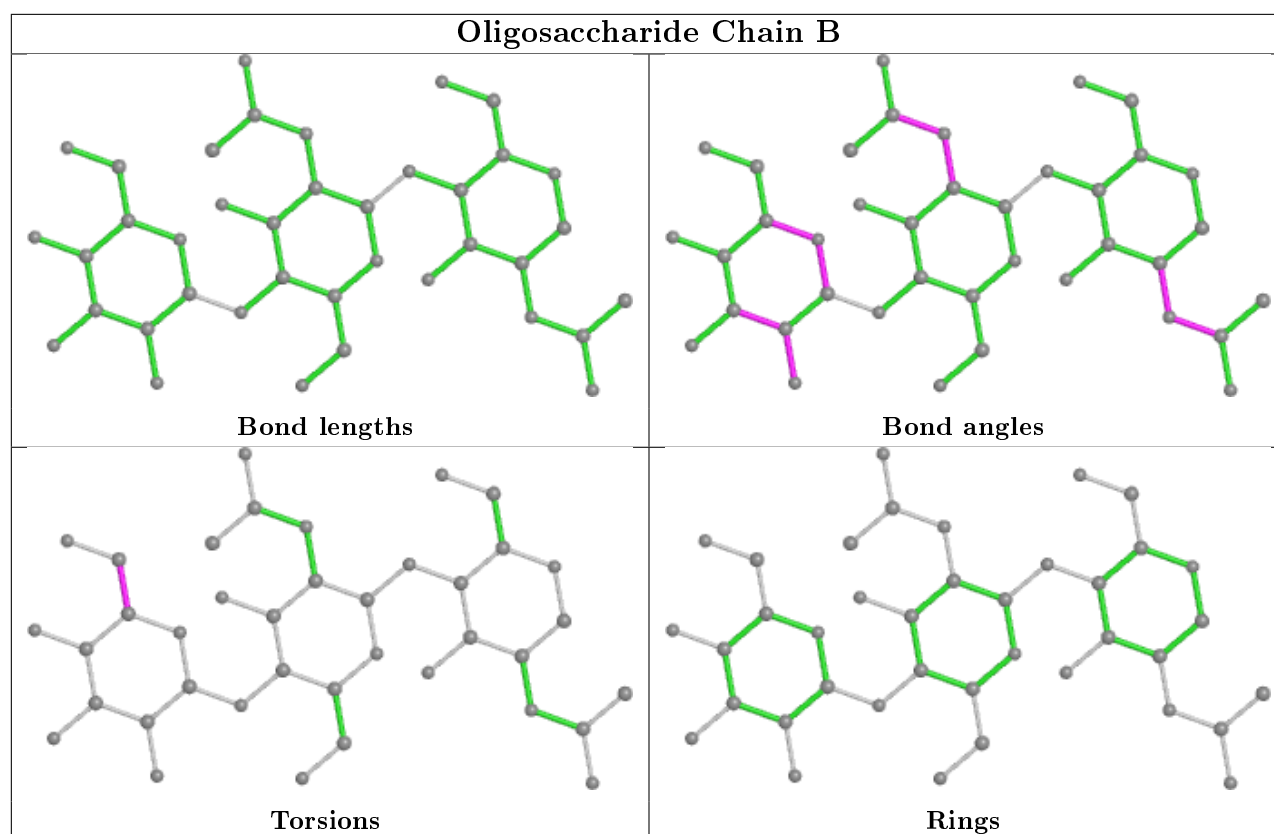 Oligosaccharide Chain B
Bond lengths
Bond angles
Torsions
Rings